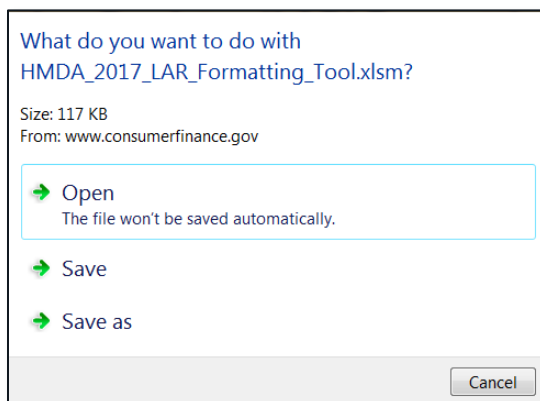 What do you want to do with
HMDA_2017_LAR_Formatting_Tool.xlsm?
Size: 117 KB
From: www.consumerfinance.gov
Open
The file won't be saved automatically.
Save
Save as
Cancel